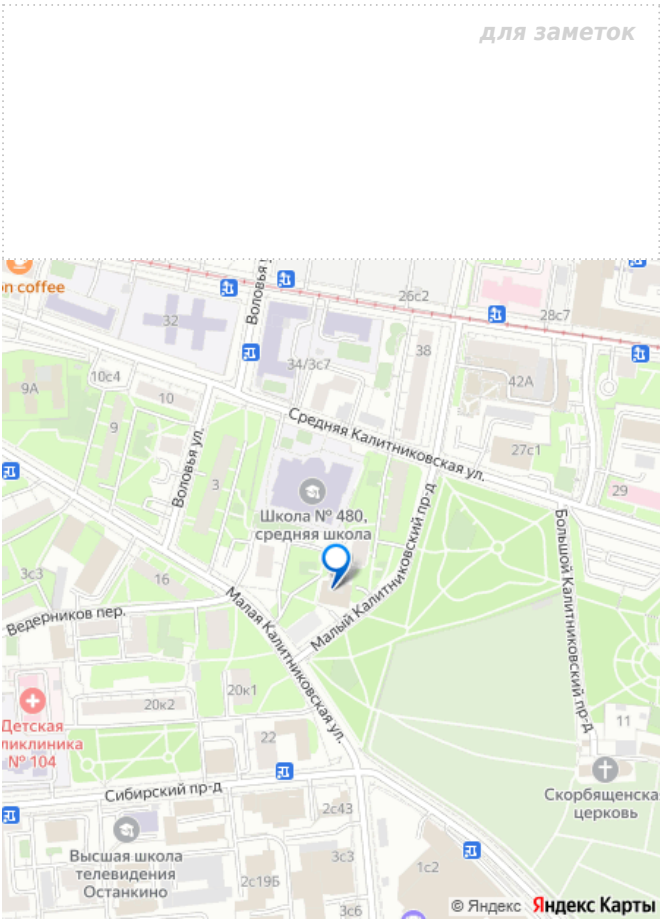 для заметок
on coffee
Воловья у
26с2
28с7
32
34/3с7
38
10с4
42А
9А
10
Средняя Калитниковская ул.
9
27с1
Воловья ул.
3
29
Школа № 480,
средняя школа
Малый Калитниковский пр-д
Большой Калитниковский пр-д
3с3
16
Малая Калитниковская ул.
Ведерников пер.
20к1
20к2
Детская
ликлиника
№ 104
22
11
Сибирский пр-д
Скорбященска
церковь
2с43
Высшая школа
телевидения
Останкино
3с3
1с2
2с19Б
3с6
© Яндекс Яндекс Карты